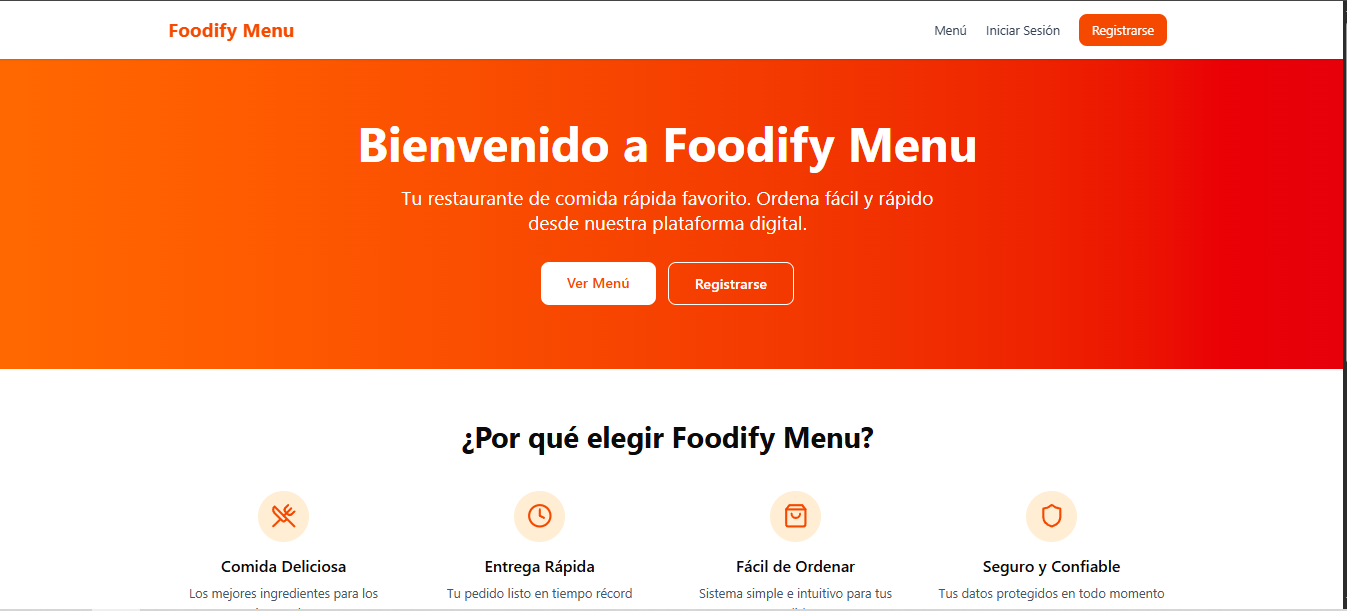 Foodify Menu
Menú
Iniciar Sesión
Registrarse
Bienvenido a Foodify Menu
Tu restaurante de comida rápida favorito. Ordena fácil y rápido
desde nuestra plataforma digital.
Ver Menú
Registrarse
¿Por qué elegir Foodify Menu?
Comida Deliciosa
Los mejores ingredientes para los
Entrega Rápida
Tu pedido listo en tiempo récord
Fácil de Ordenar
Sistema simple e intuitivo para tus
Seguro y Confiable
Tus datos protegidos en todo momento